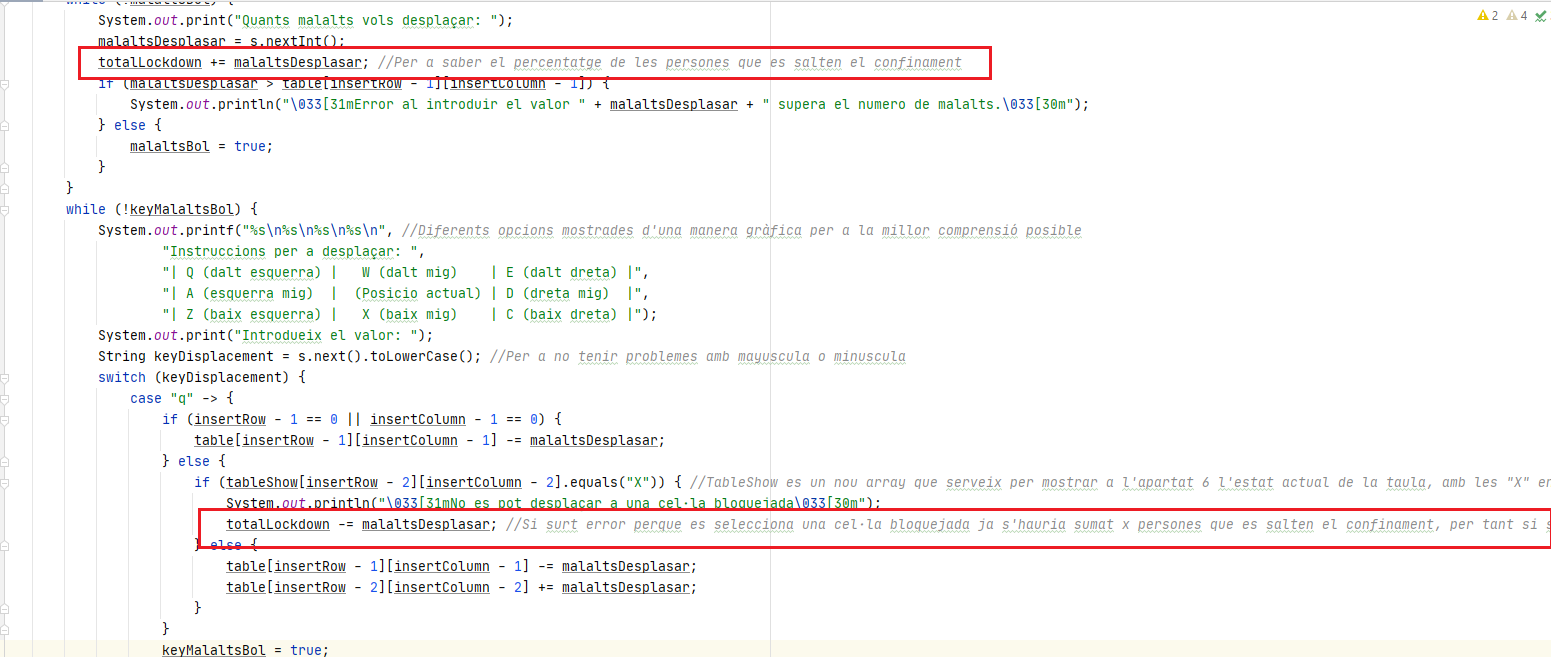 while (!malaltsBol) {
System.out.print("Quants malalts vols desplaçar: ");
malaltsDesplasar = s.nextInt();
totalLockdown += malaltsDesplasar; //Per a saber el percentatge de les persones que es salten el confinament
if (malaltsDesplasar > table[insertRow - 1][insertColumn - 1]) {
System.out.println("\033[31mError al introduir el valor " + malaltsDesplasar + " supera el numero de malalts.\033[30m");
} else {
malaltsBol = true;
}
}
while (!keyMalaltsBol) {
System.out.printf("%s\n%s\n%s\n%s\n", //Diferents opcions mostrades d'una manera gràfica per a la millor comprensió posible
"Instruccions per a desplaçar: ",
"| Q (dalt esquerra) |   W (dalt mig)    | E (dalt dreta) |",
"| A (esquerra mig)  |  (Posicio actual) | D (dreta mig)  |",
"| Z (baix esquerra) |   X (baix mig)    | C (baix dreta) |");
System.out.print("Introdueix el valor: ");
String keyDisplacement = s.next().toLowerCase(); //Per a no tenir problemes amb mayuscula o minuscula
switch (keyDisplacement) {
case "q" -> {
if (insertRow - 1 == 0 || insertColumn - 1 == 0) {
table[insertRow - 1][insertColumn - 1] -= malaltsDesplasar;
} else {
if (tableShow[insertRow - 2][insertColumn - 2].equals("X")) { //TableShow es un nou array que serveix per mostrar a l'apartat 6 l'estat actual de la taula, amb les "X" en
System.out.println("\033[31mNo es pot desplaçar a una cel·la bloquejada\033[30m");
totalLockdown -= malaltsDesplasar; //Si surt error perque es selecciona una cel·la bloquejada ja s'hauria sumat x persones que es salten el confinament, per tant si s
} else {
table[insertRow - 1][insertColumn - 1] -= malaltsDesplasar;
table[insertRow - 2][insertColumn - 2] += malaltsDesplasar;
}
}
keyMalaltsBol = true;
2 4